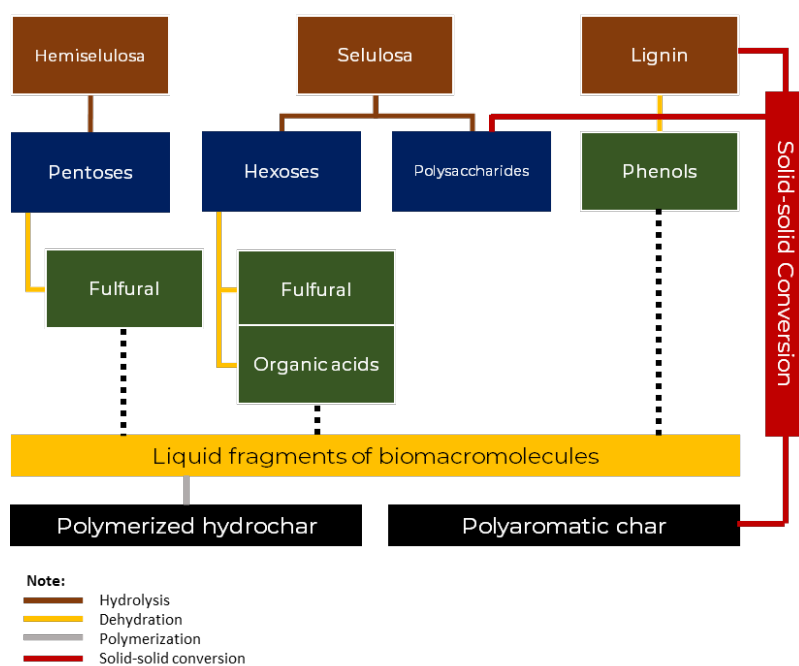 Hemiselulosa
Selulosa
Lignin
Pentoses
Hexoses
Polysaccharides
Phenols
Solid-solid Conversion
Fulfural
Fulfural
Organic acids
Liquid fragments of biomacromolecules
Polymerized hydrochar
Polyaromatic char
Note:
Hydrolysis
Dehydration
Polymerization
Solid-solid conversion